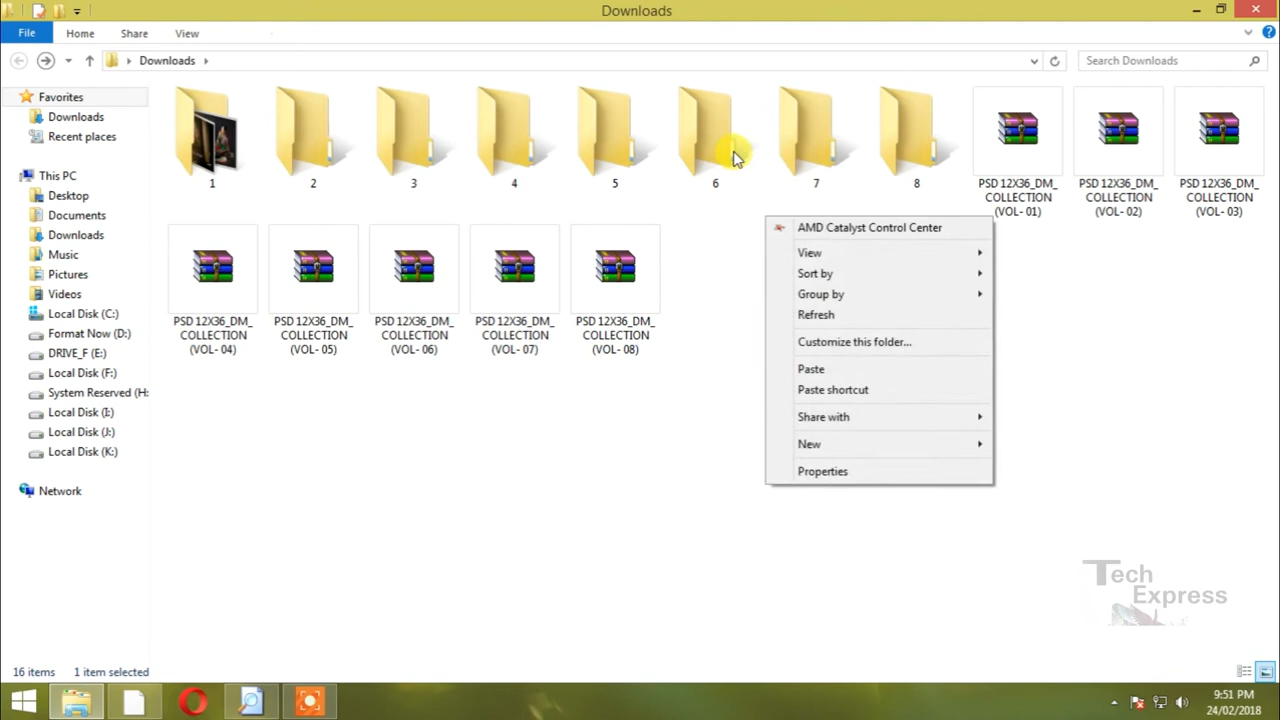 Downloads
File
Home
Share
View
Downloads
Search Downloads
Favorites
Downloads
Recent places
This PC
Desktop
Documents
Downloads
Music
Pictures
Videos
Local Disk (C:)
Format Now (D:)
DRIVE_F (E:)
Local Disk (F:)
System Reserved (H:
Local Disk (I:)
Local Disk (J:)
Local Disk (K:)
Network
1
2
3
4
5
6
7
8
PSD 12X36_DM_
COLLECTION
(VOL- 01)
PSD 12X36_DM_
COLLECTION
(VOL- 02)
PSD 12X36_DM_
COLLECTION
(VOL- 03)
PSD 12X36_DM_
COLLECTION
(VOL- 04)
PSD 12X36_DM_
COLLECTION
(VOL- 05)
PSD 12X36_DM_
COLLECTION
(VOL- 06)
PSD 12X36_DM_
COLLECTION
(VOL- 07)
PSD 12X36_DM_
COLLECTION
(VOL- 08)
AMD Catalyst Control Center
View
Sort by
Group by
Refresh
Customize this folder...
Paste
Paste shortcut
Share with
New
Properties
Tech
Express
16 items
1 item selected
9:51 PM
24/02/2018